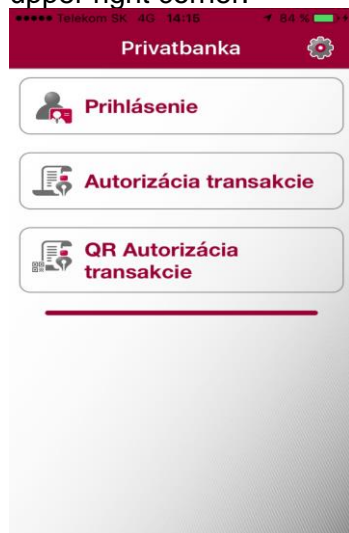 upper right corner.
Telekom SK 4G 14:15 84 %
Privatbanka
Prihlásenie
Autorizácia transakcie
QR Autorizácia
transakcie